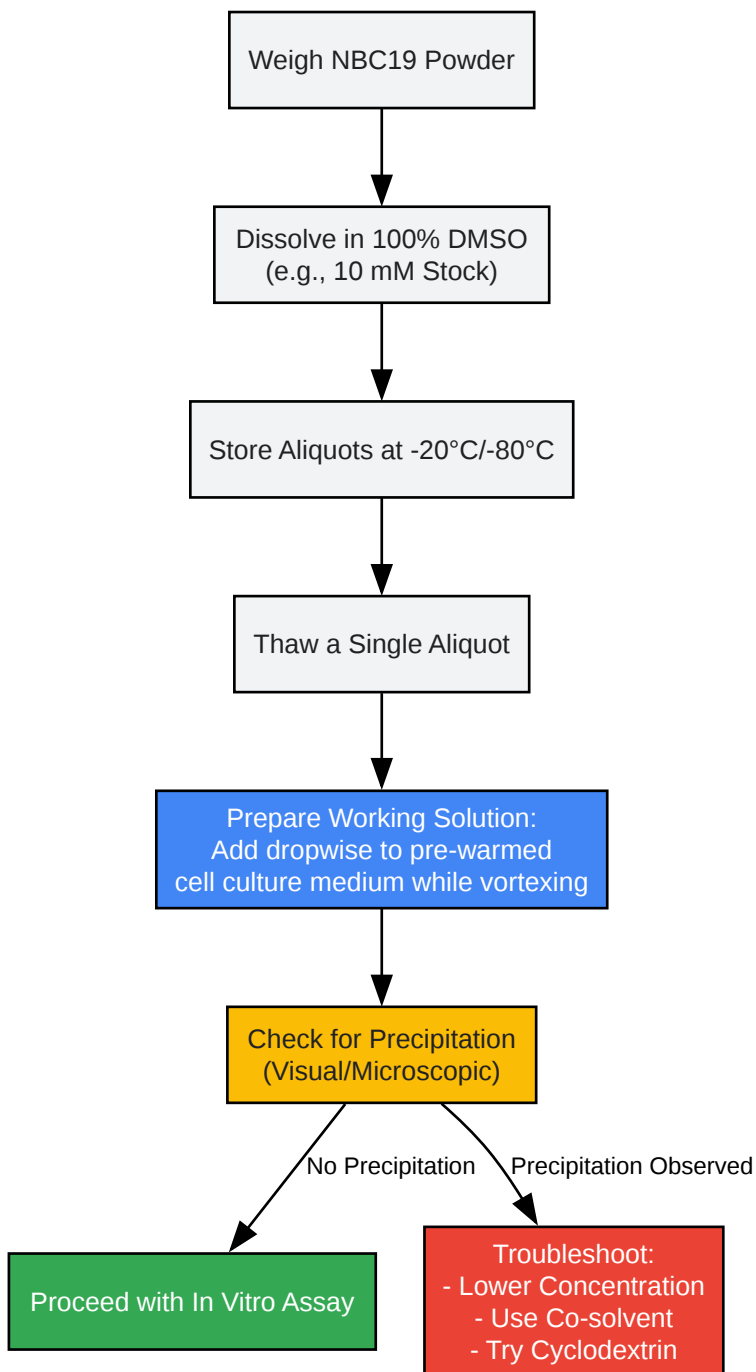 Weigh NBC19 Powder
Dissolve in 100% DMSO
(e.g., 10 mM Stock)
Store Aliquots at -20°C/-80°C
Thaw a Single Aliquot
Prepare Working Solution:
Add dropwise to pre-warmed
cell culture medium while vortexing
Check for Precipitation
(Visual/Microscopic)
No Precipitation
Precipitation Observed
Proceed with In Vitro Assay
Troubleshoot:
- Lower Concentration
- Use Co-solvent
- Try Cyclodextrin